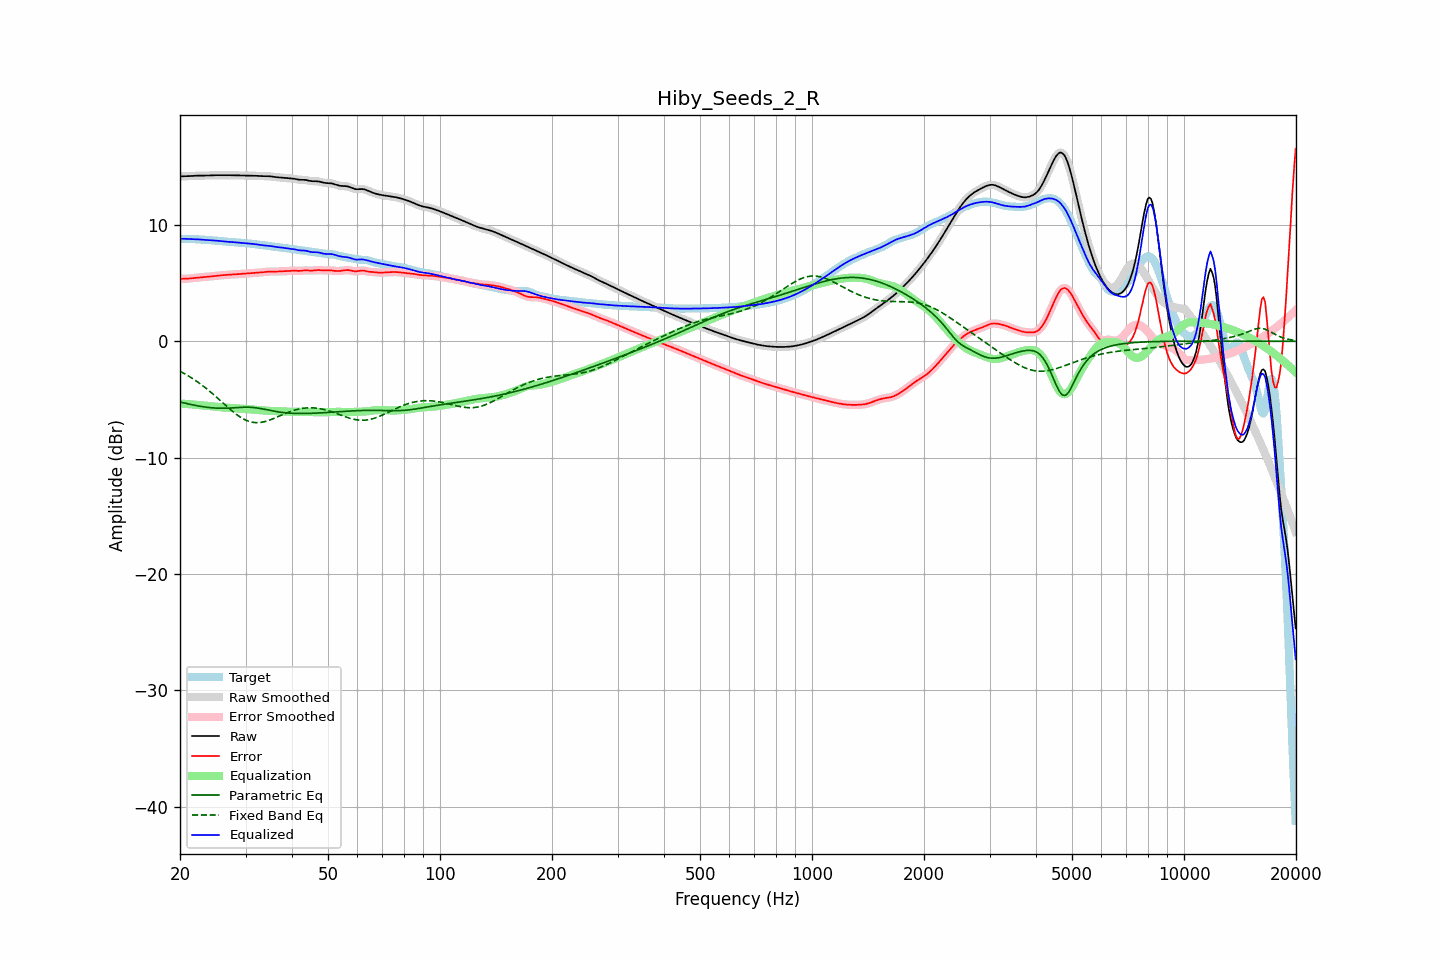 Hiby_Seeds_2_R
Amplitude (dBr)
10
0
−10
−20
−30
−40
Target
Raw Smoothed
Error Smoothed
Raw
Error
Equalization
Parametric Eq
Fixed Band Eq
Equalized
20 50 100 200 500 1000 2000 5000 10000 20000
Frequency (Hz)